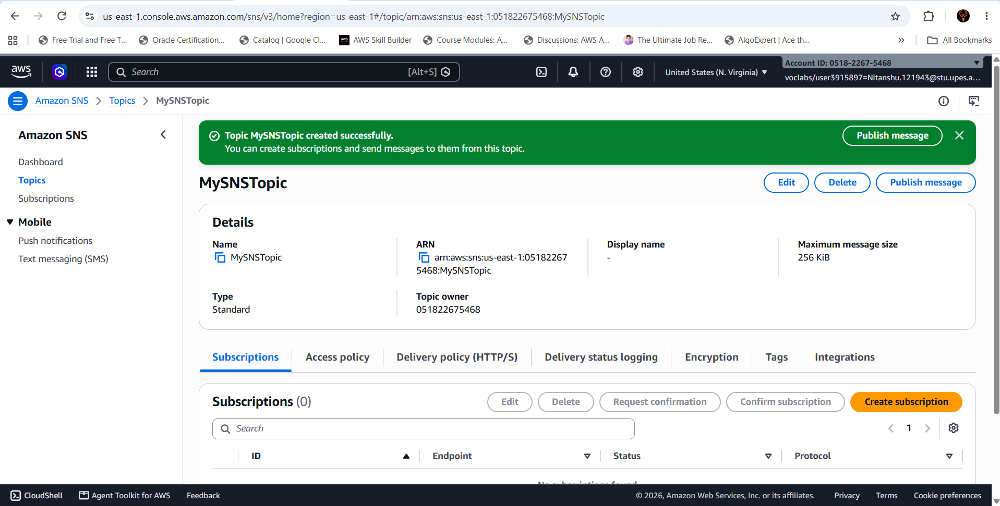 us-east-1.console.aws.amazon.com/sns/v3/home?region=us-east-1#/topic/arn:aws:sns:us-east-1:051822675468:MySNSTopic
Free Trial and Free T... Oracle Certification... Catalog | Google Cl... aws AWS Skill Builder Course Modules: A... Discussions: AWS A... The Ultimate Job Re... AlgoExpert | Ace th... » All Bookmarks
aws Search [Alt+S] United States (N. Virginia) Account ID: 0518-2267-5468
voclabs/user3915897=Nitanshu.121943@stu.upes.a...
Amazon SNS Topics MySNSTopic
Amazon SNS
Dashboard
Topics
Subscriptions
Mobile
Push notifications
Text messaging (SMS)
Topic MySNSTopic created successfully. Publish message
You can create subscriptions and send messages to them from this topic.
MySNSTopic Edit Delete Publish message
Details
Name
MySNSTopic
ARN
arn:aws:sns:us-east-1:05182267
5468:MySNSTopic
Display name
-
Maximum message size
256 KiB
Type
Standard
Topic owner
051822675468
Subscriptions Access policy Delivery policy (HTTP/S) Delivery status logging Encryption Tags Integrations
Subscriptions (0) Edit Delete Request confirmation Confirm subscription Create subscription
Search 1
ID Endpoint Status Protocol
No subscriptions found
CloudShell Agent Toolkit for AWS Feedback © 2026, Amazon Web Services, Inc. or its affiliates. Privacy Terms Cookie preferences